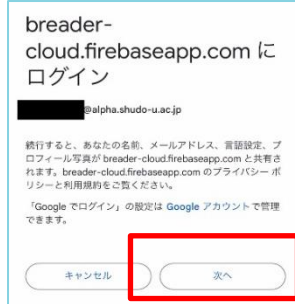 breader-
cloud.firebaseapp.com に
ログイン
@alpha.shudo-u.ac.jp
続行すると、あなたの名前、メールアドレス、言語設定、プ
ロフィール写真が breader-cloud.firebaseapp.com と共有さ
れます。breader-cloud.firebaseapp.com のプライバシー ポ
リシーと利用規約をご覧ください。
「Google でログイン」の設定は Google アカウントで管理
できます。
キャンセル 次へ